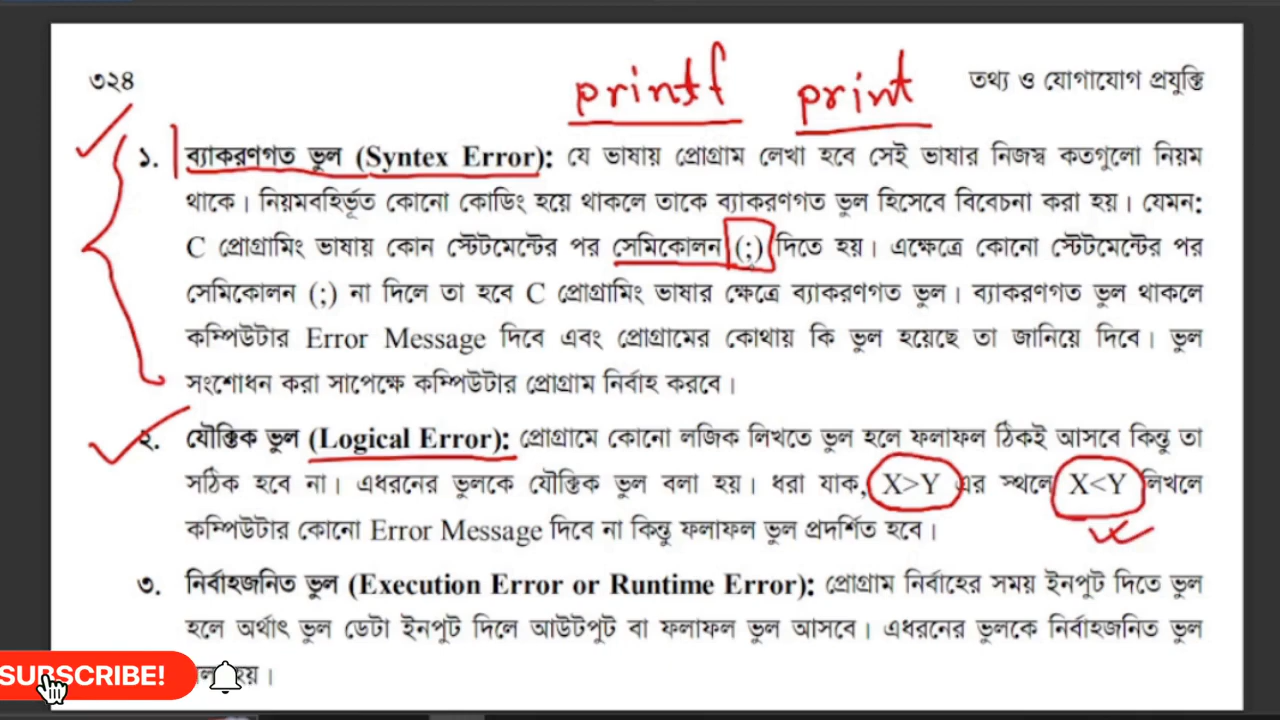 printf print
৩২৪ তথ্য ও যোগাযোগ প্রযুক্তি
১. ব্যাকরণগত ভুল (Syntex Error): যে ভাষায় প্রোগ্রাম লেখা হবে সেই ভাষার নিজস্ব কতগুলো নিয়ম
থাকে। নিয়মবহির্ভূত কোনো কোডিং হয়ে থাকলে তাকে ব্যাকরণগত ভুল হিসেবে বিবেচনা করা হয়। যেমন:
C প্রোগ্রামিং ভাষায় কোন স্টেটমেন্টের পর সেমিকোলন (;) দিতে হয়। এক্ষেত্রে কোনো স্টেটমেন্টের পর
সেমিকোলন (;) না দিলে তা হবে C প্রোগ্রামিং ভাষার ক্ষেত্রে ব্যাকরণগত ভুল। ব্যাকরণগত ভুল থাকলে
কম্পিউটার Error Message দিবে এবং প্রোগ্রামের কোথায় কি ভুল হয়েছে তা জানিয়ে দিবে। ভুল
সংশোধন করা সাপেক্ষে কম্পিউটার প্রোগ্রাম নির্বাহ করবে।
২. যৌক্তিক ভুল (Logical Error): প্রোগ্রামে কোনো লজিক লিখতে ভুল হলে ফলাফল ঠিকই আসবে কিন্তু তা
সঠিক হবে না। এধরনের ভুলকে যৌক্তিক ভুল বলা হয়। ধরা যাক, X>Y এর স্থলে X<Y লিখলে
কম্পিউটার কোনো Error Message দিবে না কিন্তু ফলাফল ভুল প্রদর্শিত হবে।
৩. নির্বাহজনিত ভুল (Execution Error or Runtime Error): প্রোগ্রাম নির্বাহের সময় ইনপুট দিতে ভুল
হলে অর্থাৎ ভুল ডেটা ইনপুট দিলে আউটপুট বা ফলাফল ভুল আসবে। এধরনের ভুলকে নির্বাহজনিত ভুল
হয়।
SUBSCRIBE!